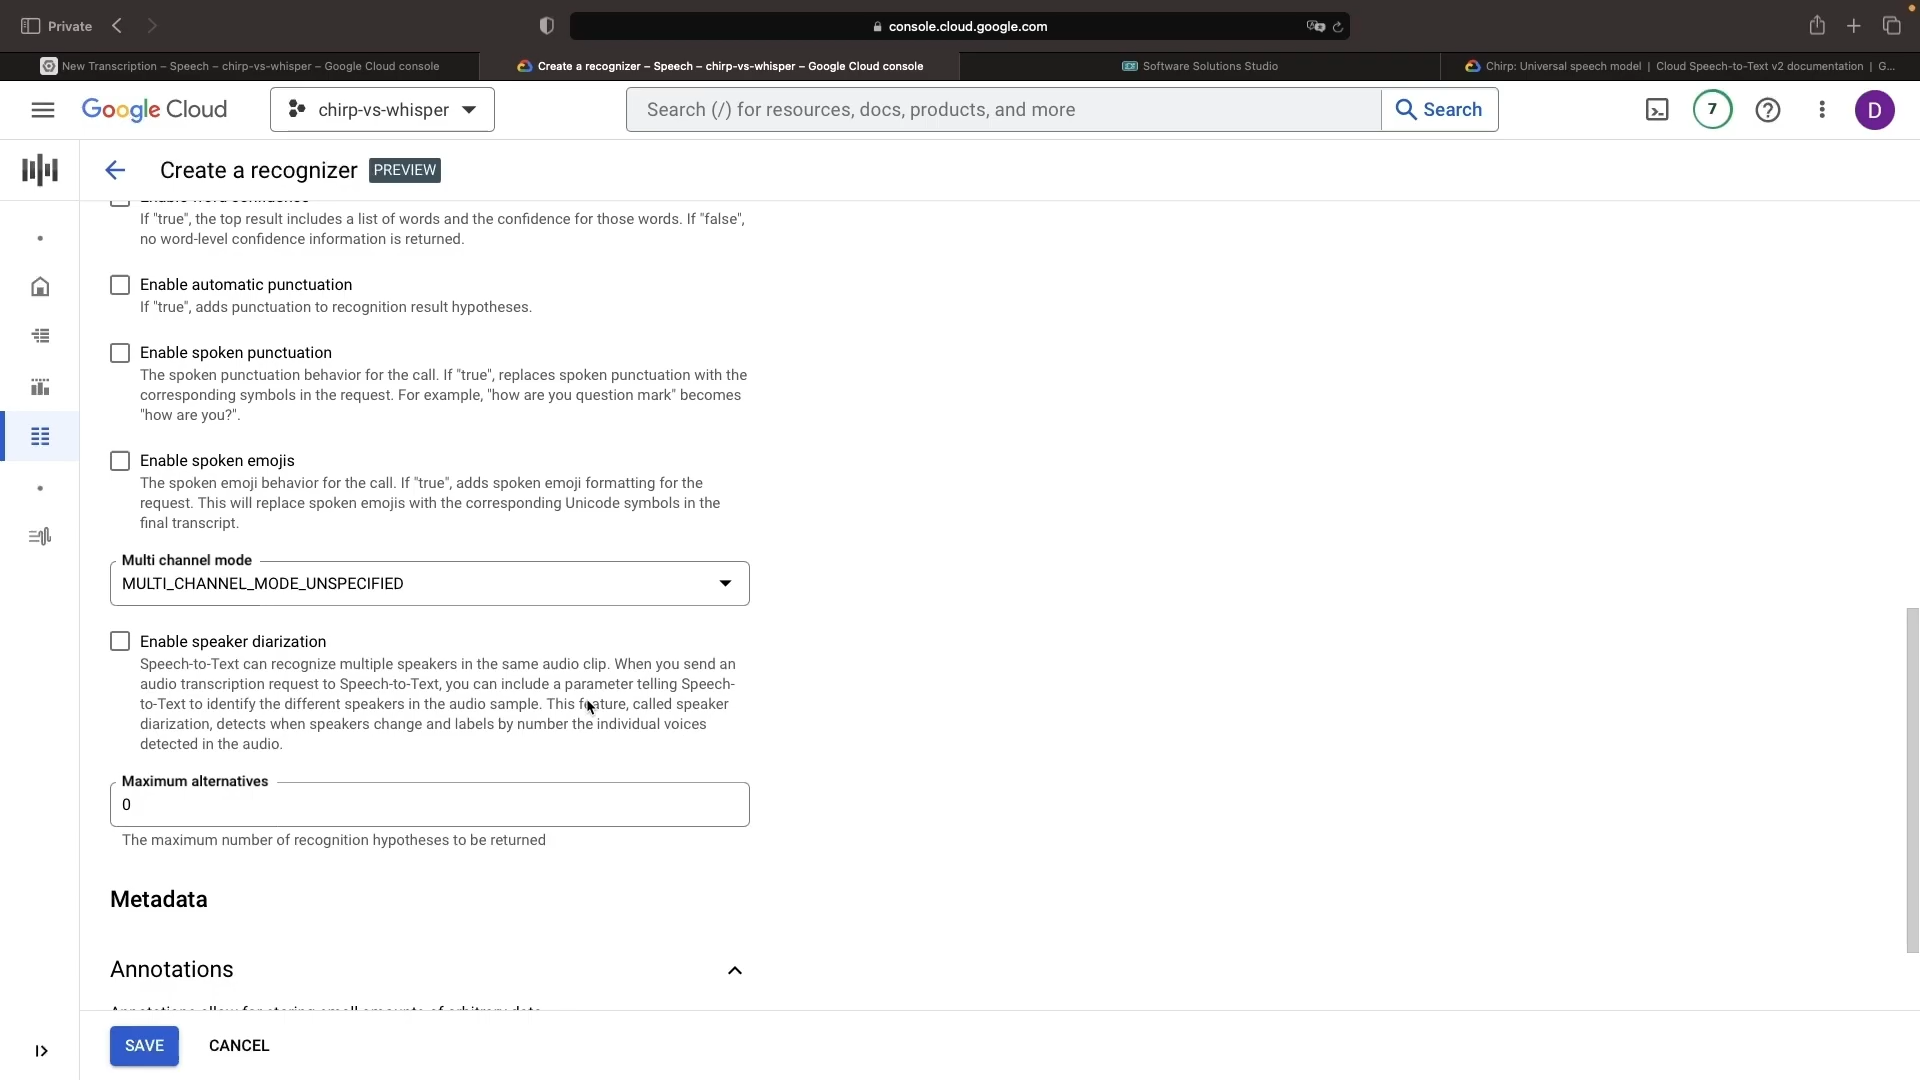 Private
console.cloud.google.com
New Transcription – Speech – chirp-vs-whisper – Google Cloud console
Create a recognizer – Speech – chirp-vs-whisper – Google Cloud console
Software Solutions Studio
Chirp: Universal speech model | Cloud Speech-to-Text v2 documentation | G...
Google Cloud
chirp-vs-whisper
Search (/) for resources, docs, products, and more
Search
7
D
Create a recognizer
PREVIEW
Enable word confidence
If "true", the top result includes a list of words and the confidence for those words. If "false",
no word-level confidence information is returned.
Enable automatic punctuation
If "true", adds punctuation to recognition result hypotheses.
Enable spoken punctuation
The spoken punctuation behavior for the call. If "true", replaces spoken punctuation with the
corresponding symbols in the request. For example, "how are you question mark" becomes
"how are you?".
Enable spoken emojis
The spoken emoji behavior for the call. If "true", adds spoken emoji formatting for the
request. This will replace spoken emojis with the corresponding Unicode symbols in the
final transcript.
Multi channel mode
MULTI_CHANNEL_MODE_UNSPECIFIED
Enable speaker diarization
Speech-to-Text can recognize multiple speakers in the same audio clip. When you send an
audio transcription request to Speech-to-Text, you can include a parameter telling Speech-
to-Text to identify the different speakers in the audio sample. This feature, called speaker
diarization, detects when speakers change and labels by number the individual voices
detected in the audio.
Maximum alternatives
0
The maximum number of recognition hypotheses to be returned
Metadata
Annotations
Annotations allow for storing small amounts of arbitrary data
SAVE
CANCEL